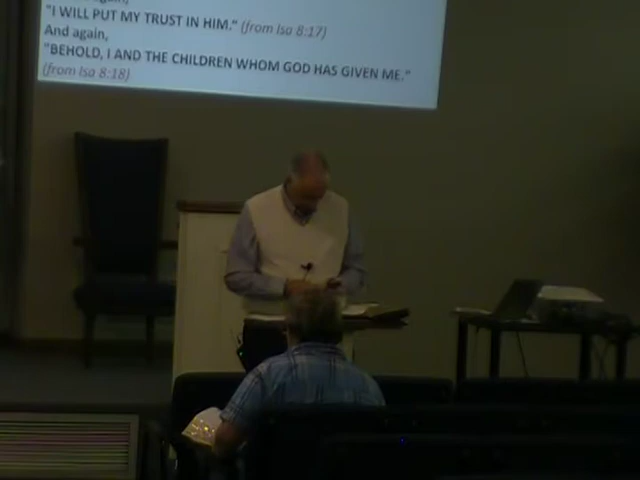 again,
"I WILL PUT MY TRUST IN HIM." (from Isa 8:17)
And again,
"BEHOLD, I AND THE CHILDREN WHOM GOD HAS GIVEN ME."
(from Isa 8:18)